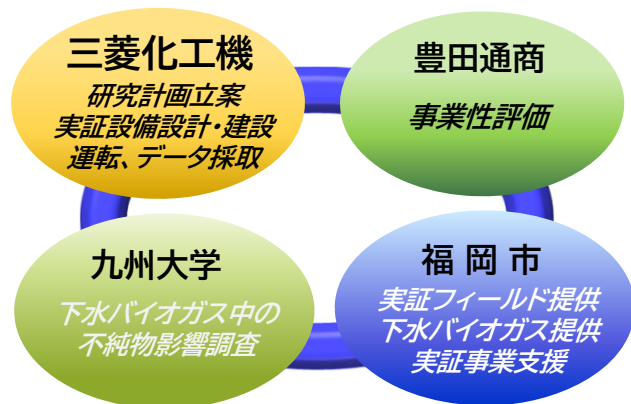 三菱化工機
研究計画立案
実証設備設計・建設
運転、データ採取
豊田通商
事業性評価
九州大学
下水バイオガス中の
不純物影響調査
福岡市
実証フィールド提供
下水バイオガス提供
実証事業支援